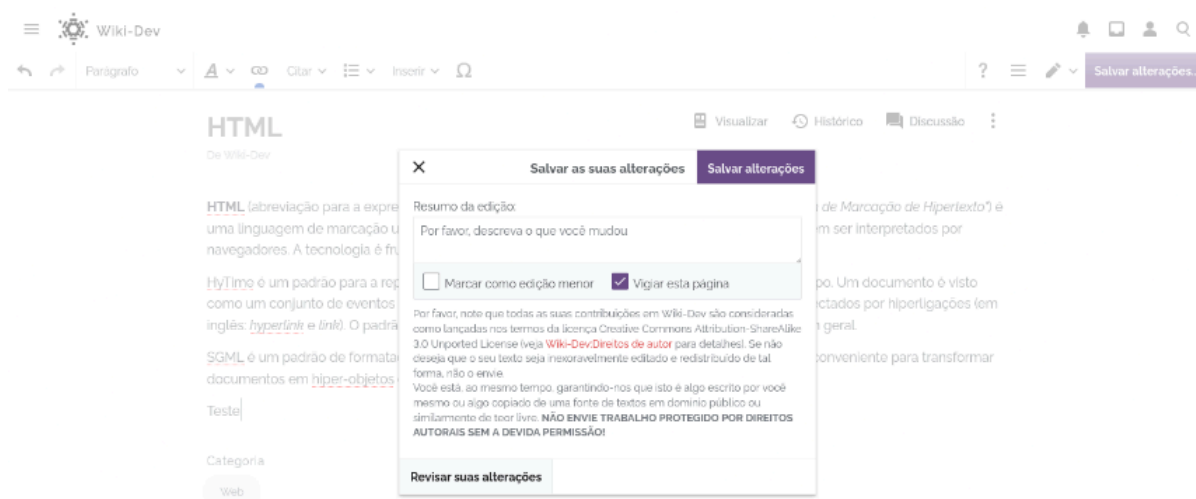 Wiki-Dev
Parágrafo
A
Citar
Inserir
Ω
?
Salvar alterações..
HTML
Visualizar
Histórico
Discussão
De Wiki-Dev
Salvar as suas alterações
Salvar alterações
HTML (abreviação para a expre
de Marcação de Hipertexto") é
Resumo da edição:
uma linguagem de marcação u
Por favor, descreva o que você mudou
m ser interpretados por
navegadores. A tecnologia é fru
Marcar como edição menor
Vigiar esta página
HyTime é um padrão para a rep
po. Um documento é visto
como um conjunto de eventos
ectados por hiperligações (em
inglês: hyperlink e link). O padrã
geral.
Por favor, note que todas as suas contribuições em Wiki-Dev são consideradas
como lançadas nos termos da licença Creative Commons Attribution-ShareAlike
3.0 Unported License (veja Wiki-Dev:Direitos de autor para detalhes). Se não
deseja que o seu texto seja inexoravelmente editado e redistribuído de tal
forma, não o envie.
Você está, ao mesmo tempo, garantindo-nos que isto é algo escrito por você
mesmo ou algo copiado de uma fonte de textos em domínio público ou
similarmente de teor livre. NÃO ENVIE TRABALHO PROTEGIDO POR DIREITOS
AUTORAIS SEM A DEVIDA PERMISSÃO!
SGML é um padrão de formata
conveniente para transformar
documentos em hiper-objetos
Teste
Categoria
Web
Revisar suas alterações